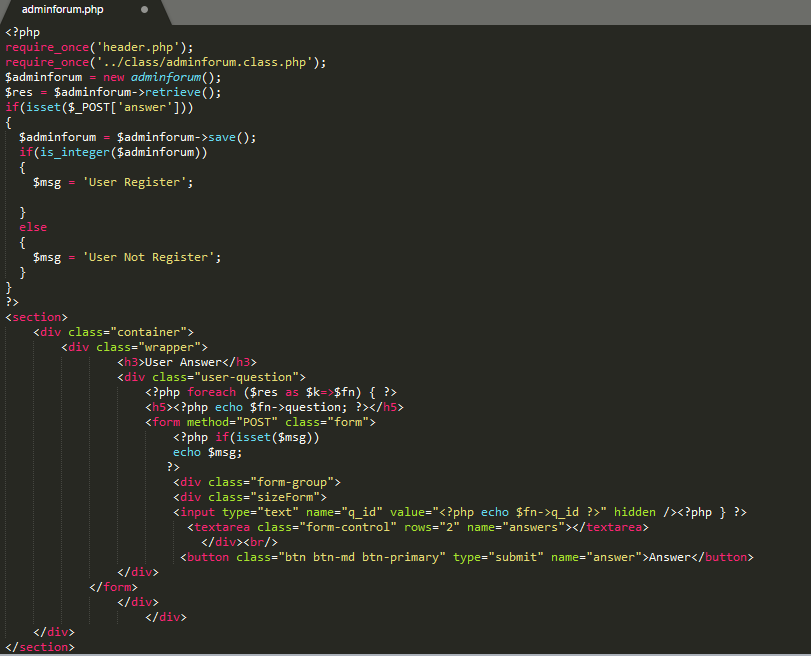 adminforum.php
<?php
require_once('header.php');
require_once('../class/adminforum.class.php');
$adminforum = new adminforum();
$res = $adminforum->retrieve();
if(isset($_POST['answer']))
{
  $adminforum = $adminforum->save();
  if(is_integer($adminforum))
  {
    $msg = 'User Register';

  }
  else
  {
    $msg = 'User Not Register';
  }
}
?>
<section>
    <div class="container">
        <div class="wrapper">
                <h3>User Answer</h3>
                <div class="user-question">
                    <?php foreach ($res as $k=>$fn) { ?>
                    <h5><?php echo $fn->question; ?></h5>
                    <form method="POST" class="form">
                        <?php if(isset($msg))
                        echo $msg;
                       ?>
                        <div class="form-group">
                        <div class="sizeForm">
                        <input type="text" name="q_id" value="<?php echo $fn->q_id ?>" hidden /><?php } ?>
                          <textarea class="form-control" rows="2" name="answers"></textarea>
                            </div><br/>
                         <button class="btn btn-md btn-primary" type="submit" name="answer">Answer</button>
                </div>
            </form>
                </div>
                    </div>
    </div>
</section>